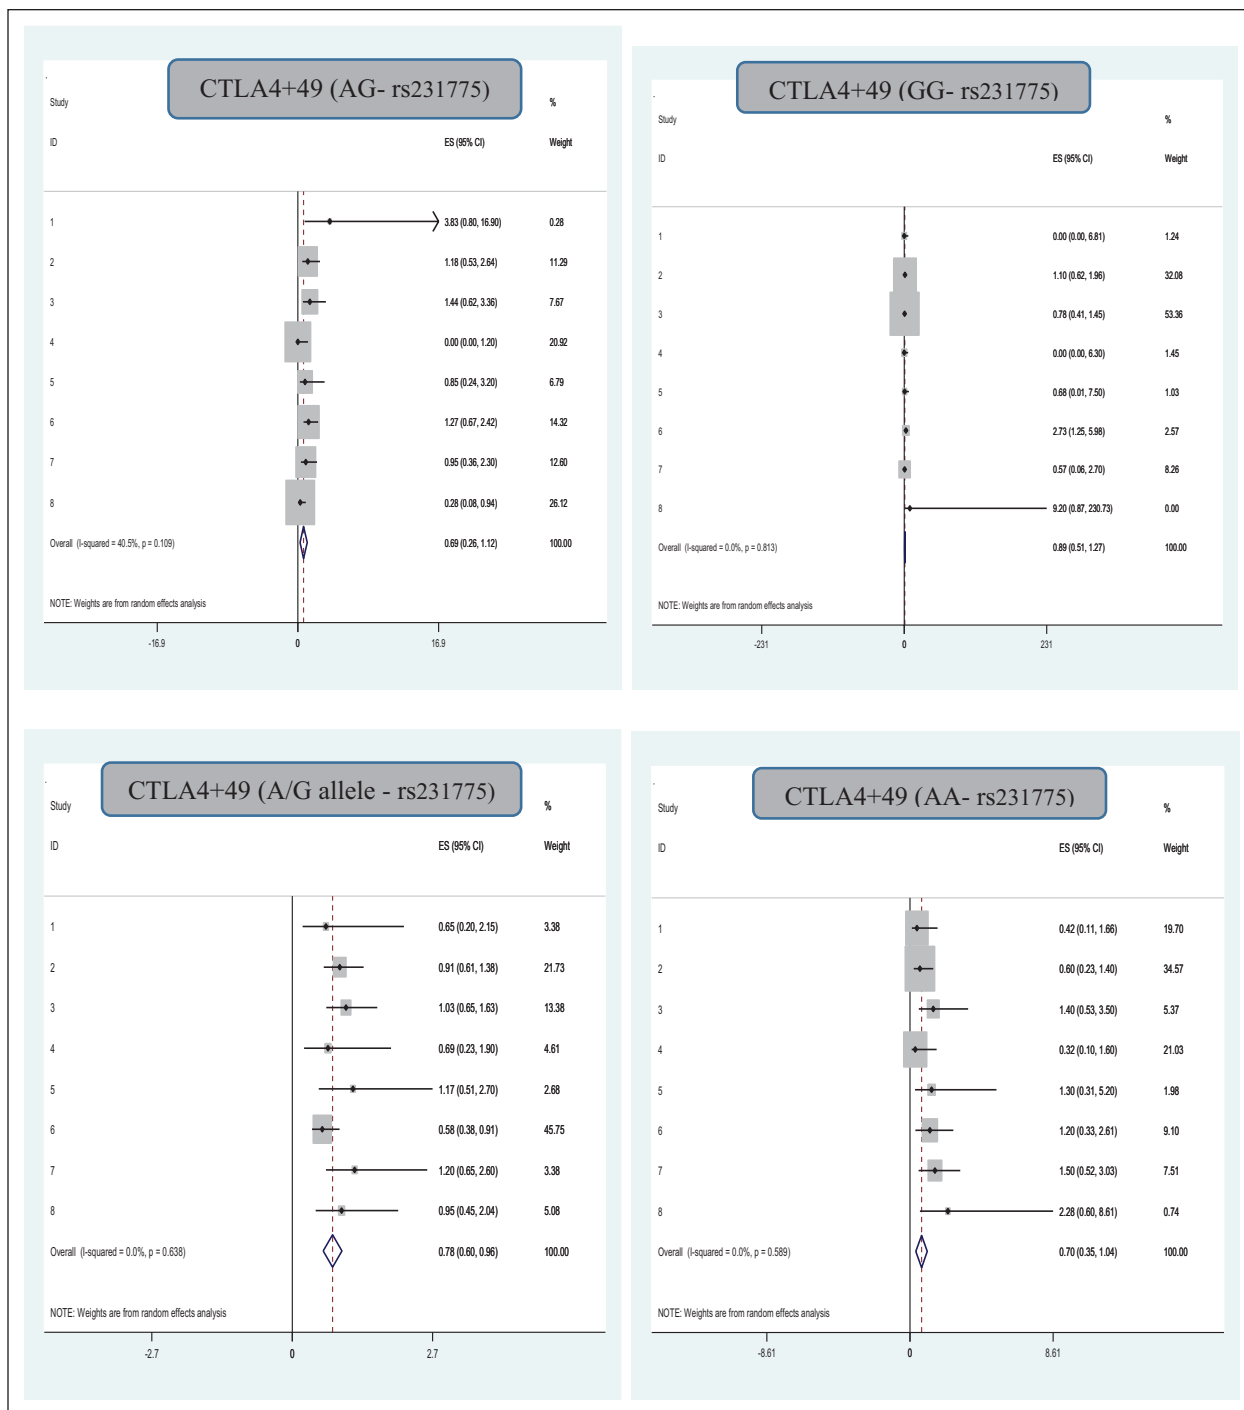 CTLA4+49 (AG- rs231775)
Study %
ID ES (95% CI) Weight
1 3.83 (0.80, 16.90) 0.28
2 1.18 (0.53, 2.64) 11.29
3 1.44 (0.62, 3.36) 7.67
4 0.00 (0.00, 1.20) 20.92
5 0.85 (0.24, 3.20) 6.79
6 1.27 (0.67, 2.42) 14.32
7 0.95 (0.36, 2.30) 12.60
8 0.28 (0.08, 0.94) 26.12
Overall (I-squared = 40.5%, p = 0.109) 0.69 (0.26, 1.12) 100.00
NOTE: Weights are from random effects analysis
-16.9 0 16.9
CTLA4+49 (GG- rs231775)
Study %
ID ES (95% CI) Weight
1 0.00 (0.00, 6.81) 1.24
2 1.10 (0.62, 1.96) 32.08
3 0.78 (0.41, 1.45) 53.36
4 0.00 (0.00, 6.30) 1.45
5 0.68 (0.01, 7.50) 1.03
6 2.73 (1.25, 5.98) 2.57
7 0.57 (0.06, 2.70) 8.26
8 9.20 (0.87, 230.73) 0.00
Overall (I-squared = 0.0%, p = 0.813) 0.89 (0.51, 1.27) 100.00
NOTE: Weights are from random effects analysis
-231 0 231
CTLA4+49 (A/G allele - rs231775)
Study %
ID ES (95% CI) Weight
1 0.65 (0.20, 2.15) 3.38
2 0.91 (0.61, 1.38) 21.73
3 1.03 (0.65, 1.63) 13.38
4 0.69 (0.23, 1.90) 4.61
5 1.17 (0.51, 2.70) 2.68
6 0.58 (0.38, 0.91) 45.75
7 1.20 (0.65, 2.60) 3.38
8 0.95 (0.45, 2.04) 5.08
Overall (I-squared = 0.0%, p = 0.638) 0.78 (0.60, 0.96) 100.00
NOTE: Weights are from random effects analysis
-2.7 0 2.7
CTLA4+49 (AA- rs231775)
Study %
ID ES (95% CI) Weight
1 0.42 (0.11, 1.66) 19.70
2 0.60 (0.23, 1.40) 34.57
3 1.40 (0.53, 3.50) 5.37
4 0.32 (0.10, 1.60) 21.03
5 1.30 (0.31, 5.20) 1.98
6 1.20 (0.33, 2.61) 9.10
7 1.50 (0.52, 3.03) 7.51
8 2.28 (0.60, 8.61) 0.74
Overall (I-squared = 0.0%, p = 0.589) 0.70 (0.35, 1.04) 100.00
NOTE: Weights are from random effects analysis
-8.61 0 8.61